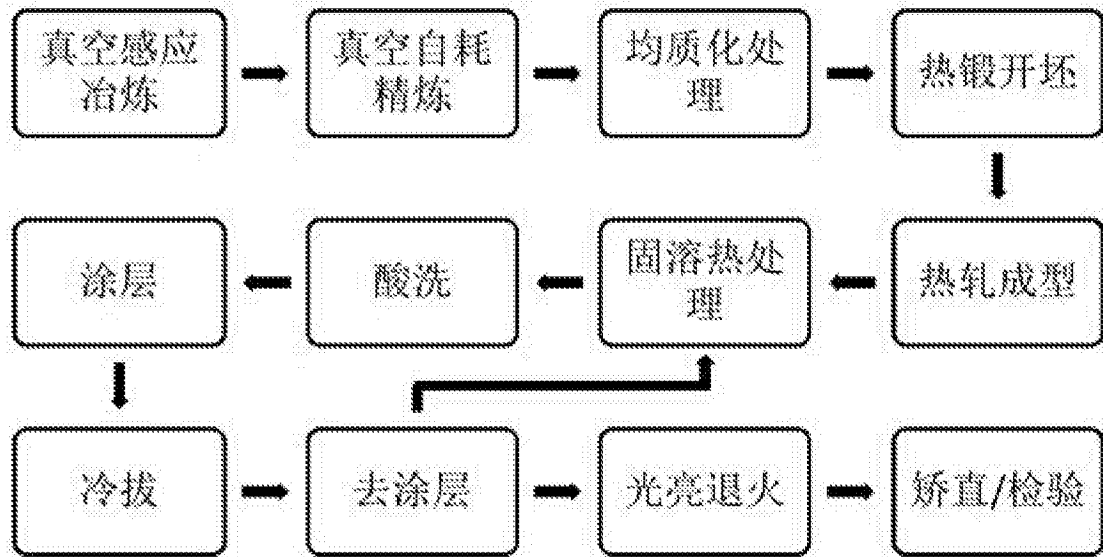 真空感应
冶炼
真空自耗
精炼
均质化处
理
热锻开坯
涂层
酸洗
固溶热处
理
热轧成型
冷拔
去涂层
光亮退火
矫直/检验